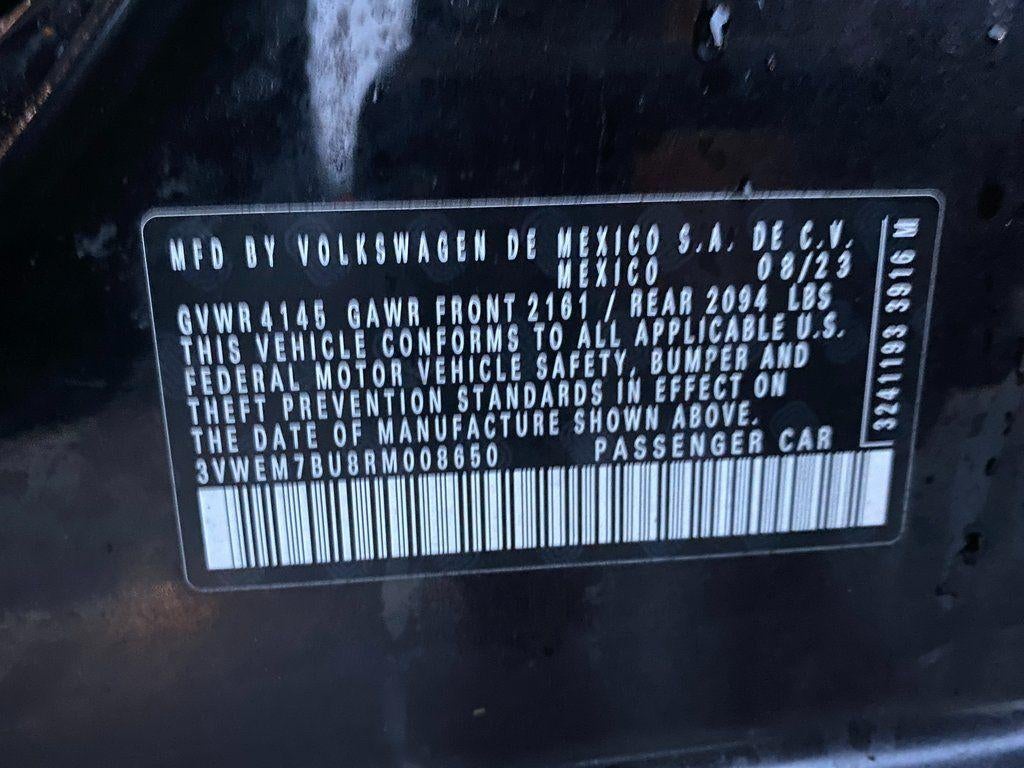 MFD BY VOLKSWAGEN DE MEXICO S.A. DE C.V.
MEXICO 08/23
GVWR 4145 GAWR FRONT 2161 / REAR 2094 LBS
THIS VEHICLE CONFORMS TO ALL APPLICABLE U.S.
FEDERAL MOTOR VEHICLE SAFETY, BUMPER AND
THEFT PREVENTION STANDARDS IN EFFECT ON
THE DATE OF MANUFACTURE SHOWN ABOVE.
3VWEM7BU8RM008650 PASSENGER CAR
3241193 3916 M